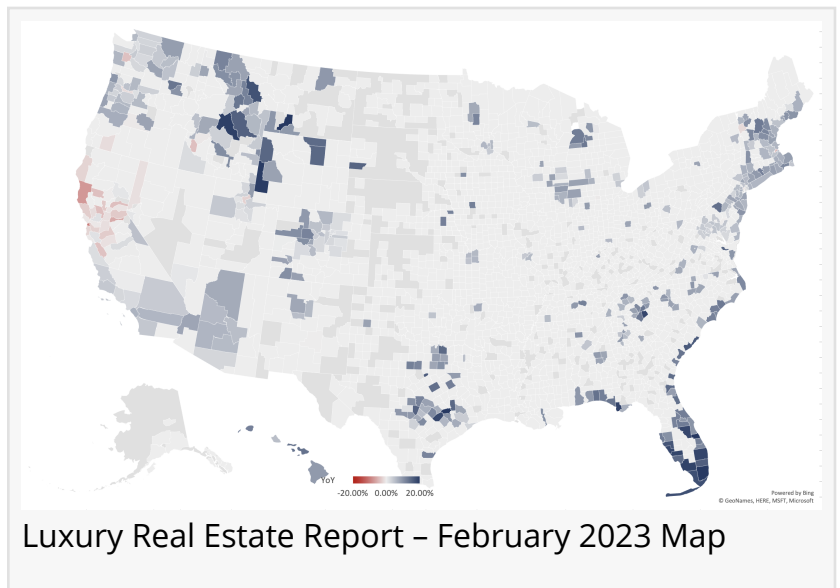 YoY
-20.00% 0.00% 20.00%
Powered by Bing
© GeoNames, HERE, MSFT, Microsoft
Luxury Real Estate Report – February 2023 Map